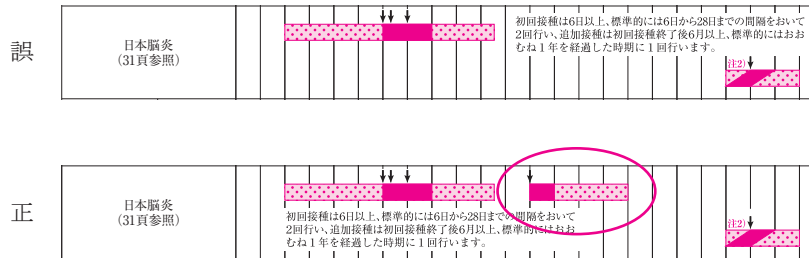 誤
日本脳炎
(31頁参照)
初回接種は6日以上、標準的には6日から28日までの間隔をおいて
2回行い、追加接種は初回接種終了後6月以上、標準的にはおお
むね1年を経過した時期に1回行います。
注2)
正
日本脳炎
(31頁参照)
初回接種は6日以上、標準的には6日から28日までの間隔をおいて
2回行い、追加接種は初回接種終了後6月以上、標準的にはおお
むね1年を経過した時期に1回行います。
注2)